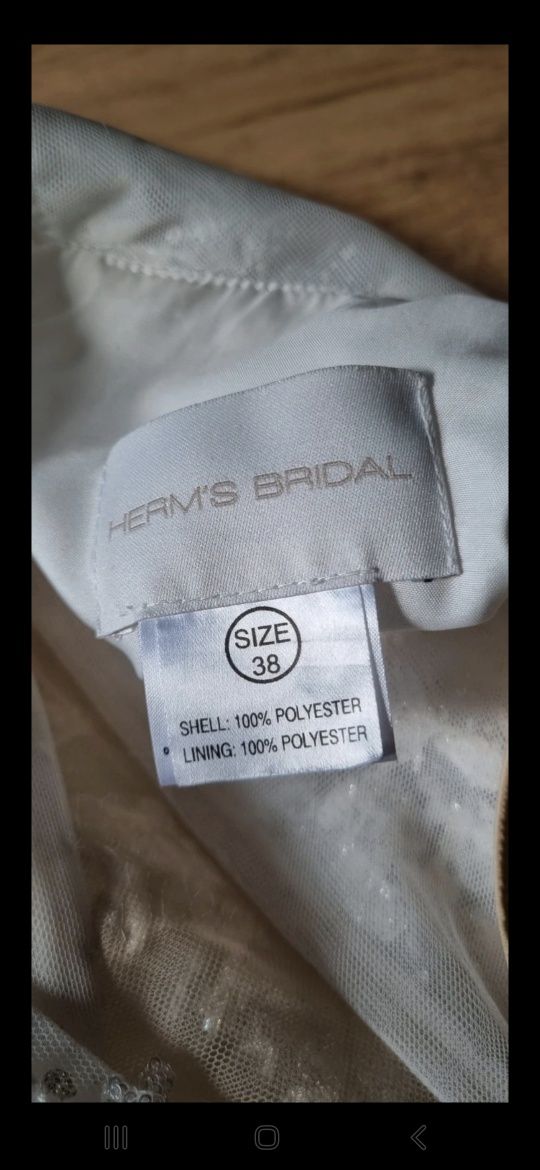 HERM'S BRIDAL
SIZE
38
SHELL: 100% POLYESTER
LINING: 100% POLYESTER